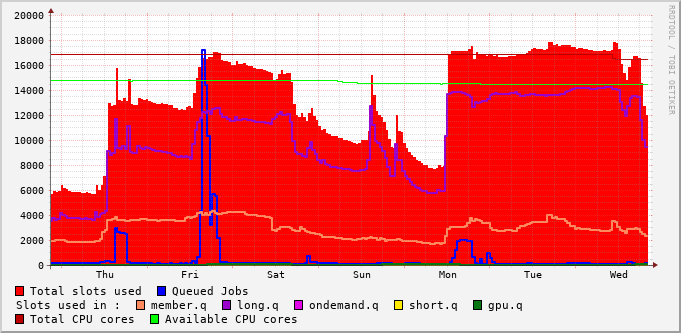 20000
18000
16000
14000
12000
10000
8000
6000
4000
2000
0
Thu Fri Sat Sun Mon Tue Wed
RRDTOOL / TOBI OETIKER
Total slots used Queued Jobs
Slots used in : member.q long.q ondemand.q short.q gpu.q
Total CPU cores Available CPU cores